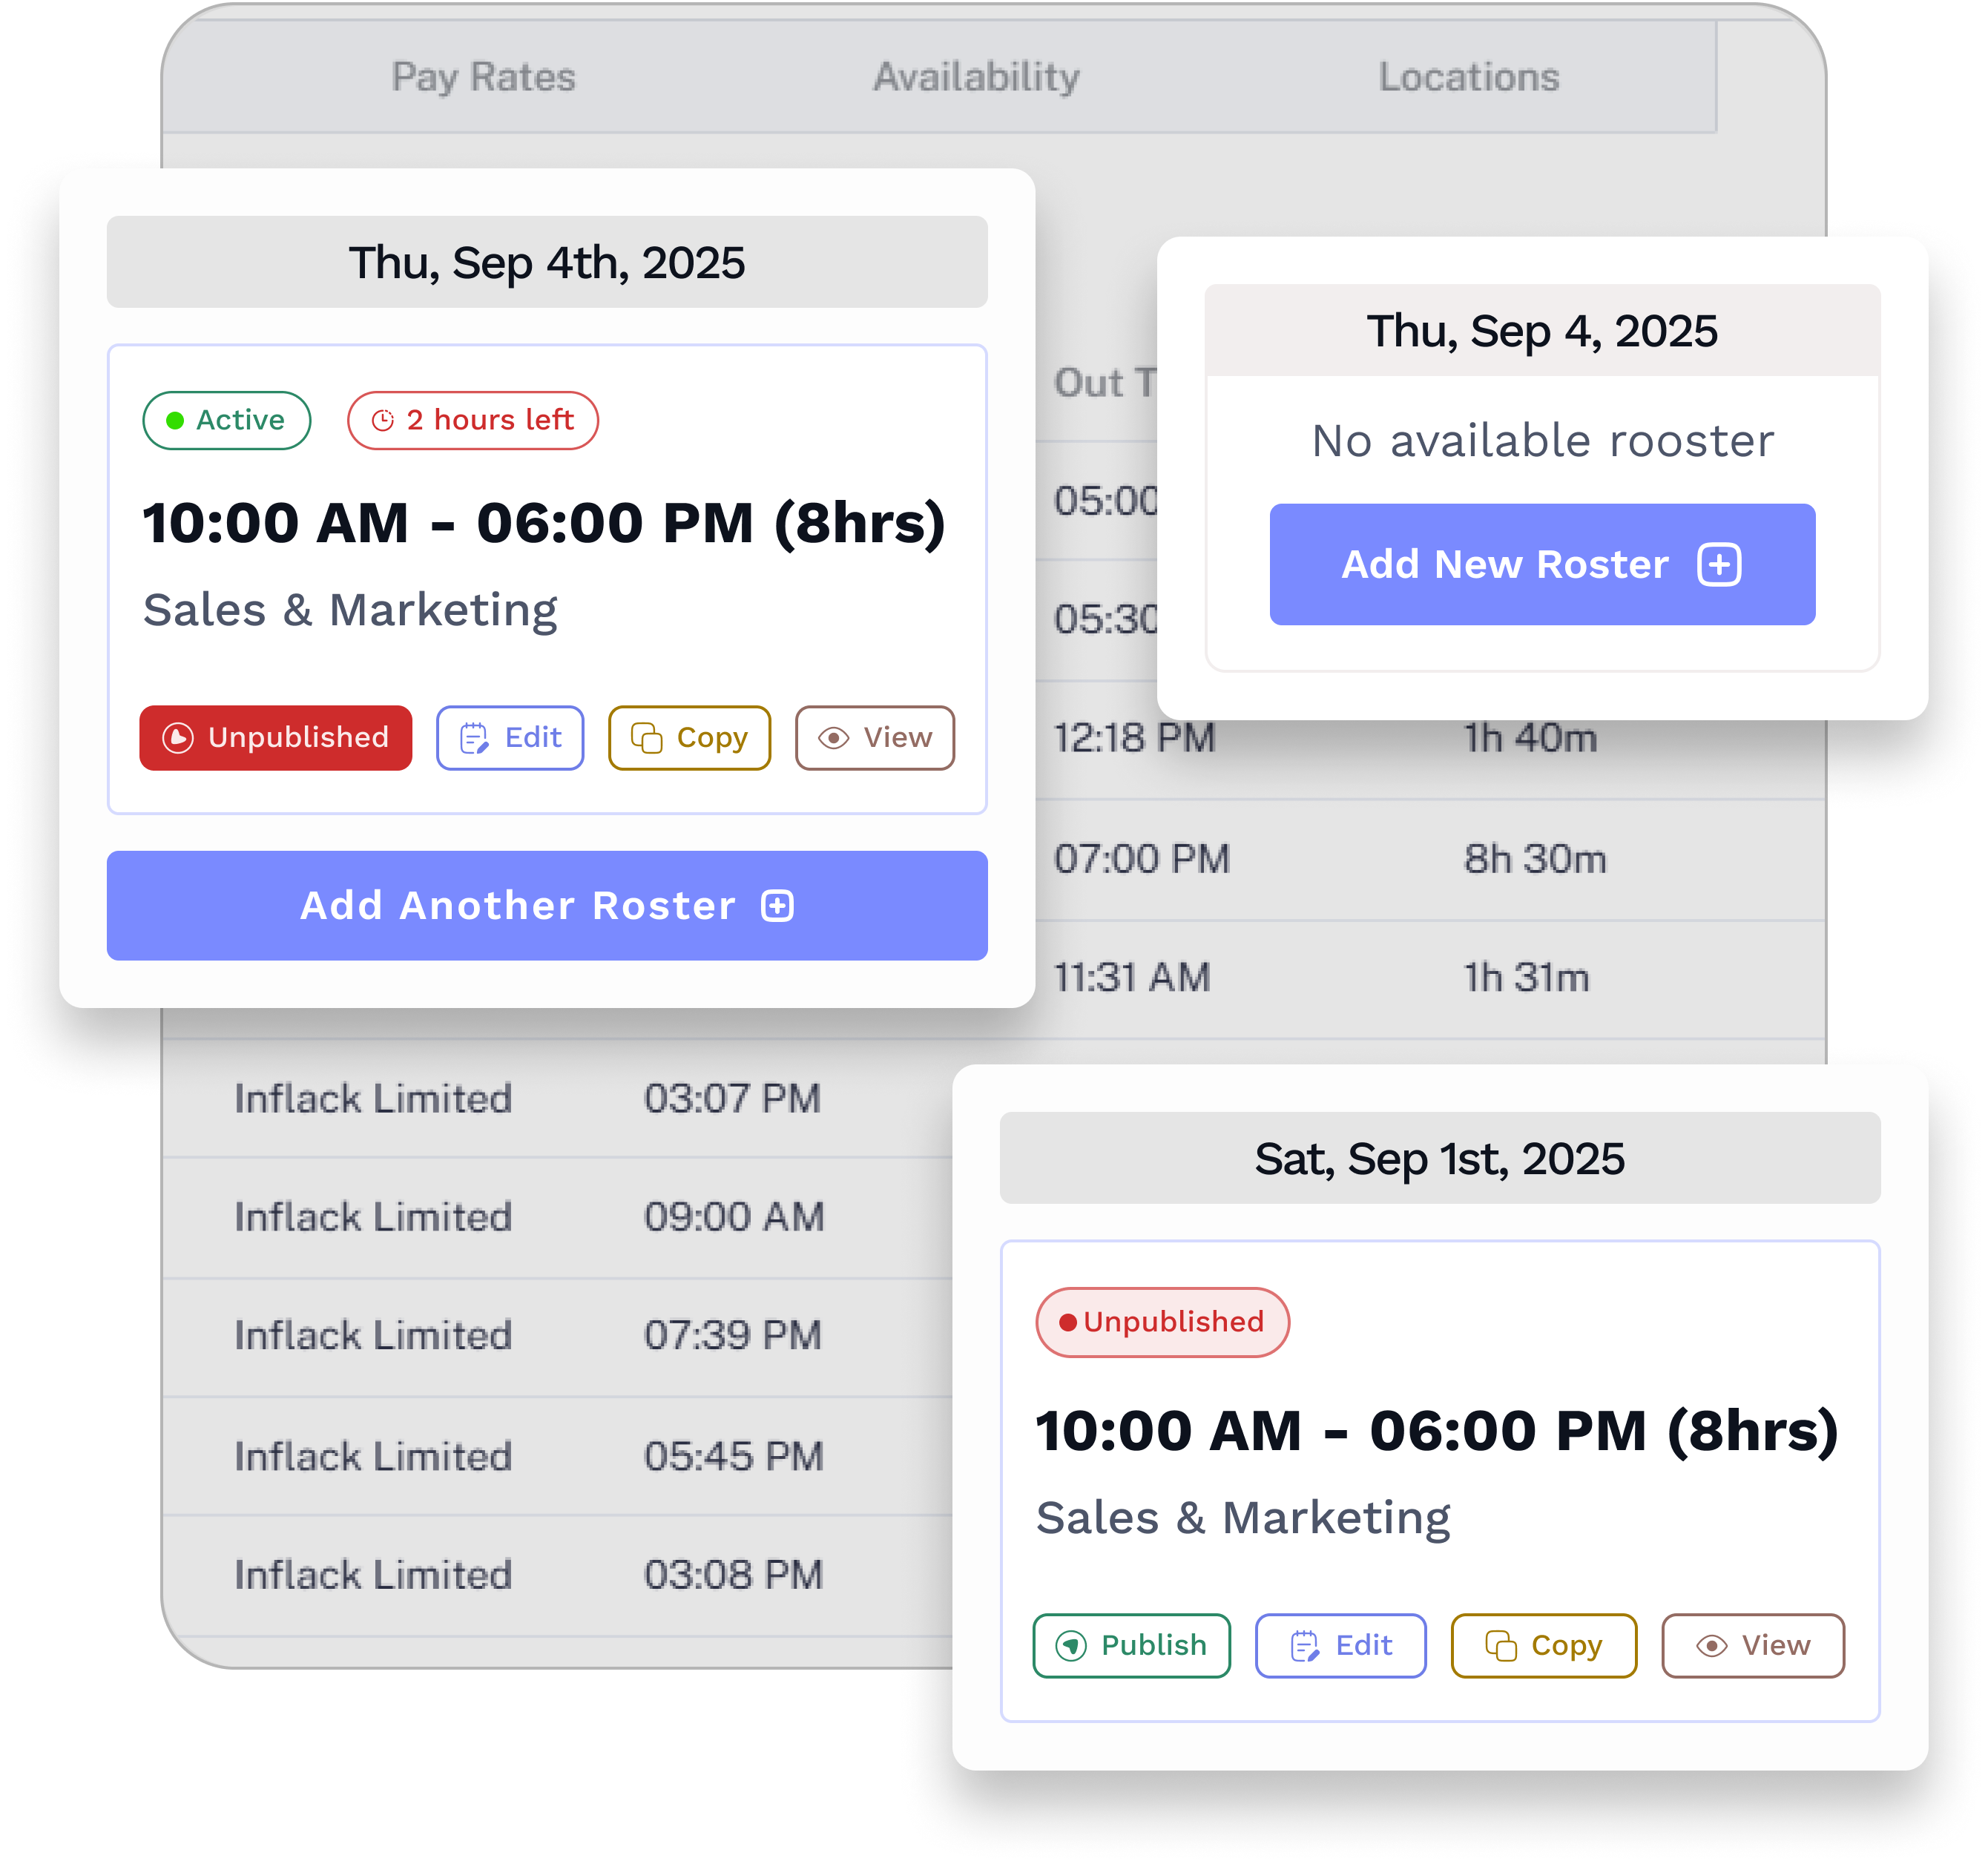 Pay Rates Availability Locations
Thu, Sep 4th, 2025
Active 2 hours left
10:00 AM - 06:00 PM (8hrs)
Sales & Marketing
Unpublished Edit Copy View
Add Another Roster
Thu, Sep 4, 2025
No available rooster
Add New Roster
Out T
05:00
05:30
12:18 PM 1h 40m
07:00 PM 8h 30m
11:31 AM 1h 31m
Inflack Limited 03:07 PM
Inflack Limited 09:00 AM
Inflack Limited 07:39 PM
Inflack Limited 05:45 PM
Inflack Limited 03:08 PM
Sat, Sep 1st, 2025
Unpublished
10:00 AM - 06:00 PM (8hrs)
Sales & Marketing
Publish Edit Copy View